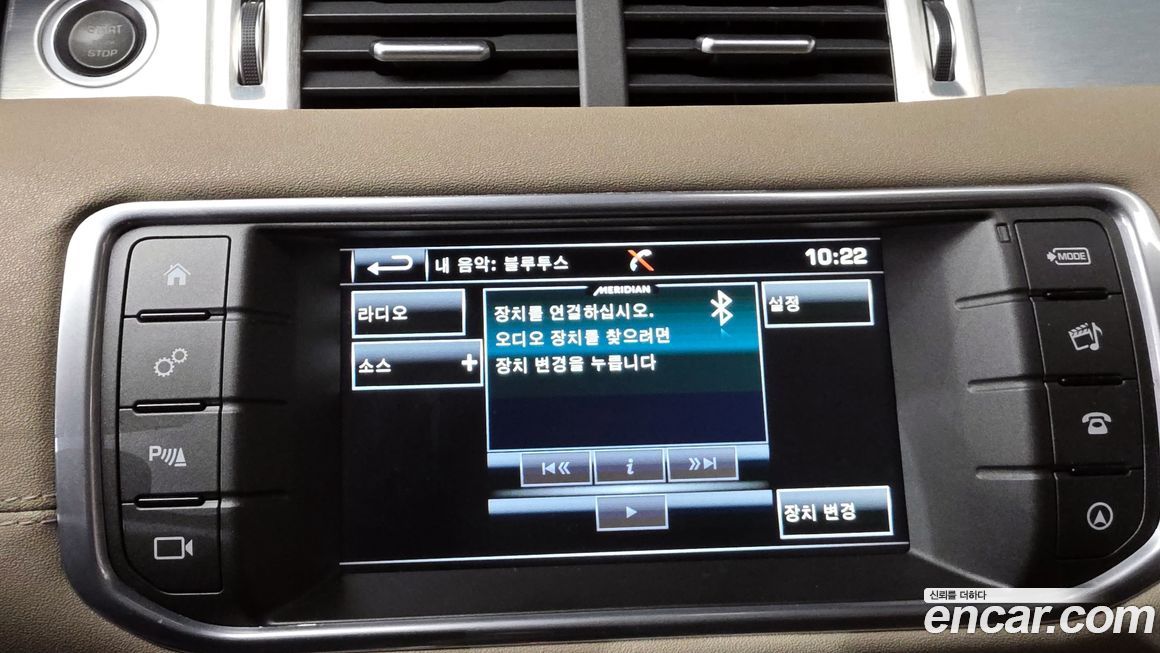 START
STOP
내 음악: 블루투스
10:22
MERIDIAN
라디오
장치를 연결하십시오.
설정
오디오 장치를 찾으려면
소스 +
장치 변경을 누릅니다
i
장치 변경
MODE
P
신뢰를 더하다
encar.com